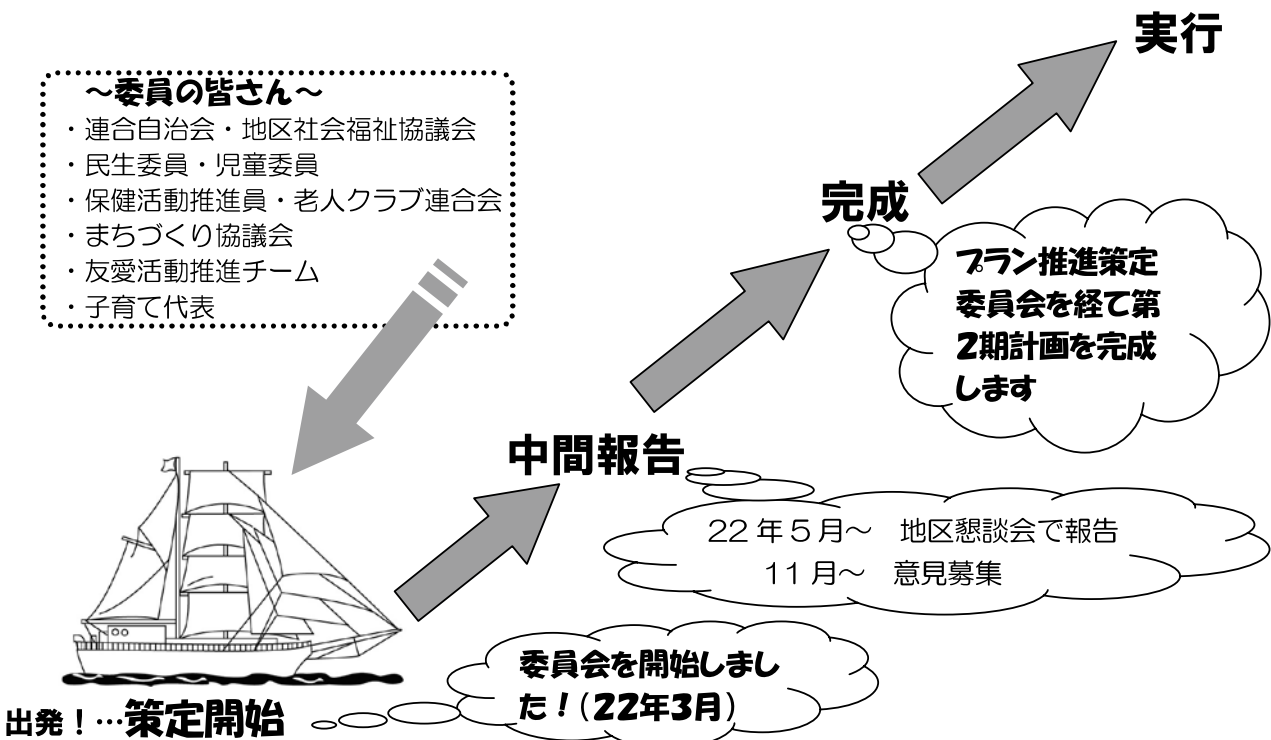 実行
～委員の皆さん～
・連合自治会・地区社会福祉協議会
・民生委員・児童委員
・保健活動推進員・老人クラブ連合会
・まちづくり協議会
・友愛活動推進チーム
・子育て代表
完成
プラン推進策定
委員会を経て第
2期計画を完成
します
中間報告
22年5月～　地区懇談会で報告
11月～　意見募集
委員会を開始しまし
た！（22年3月）
出発！…策定開始